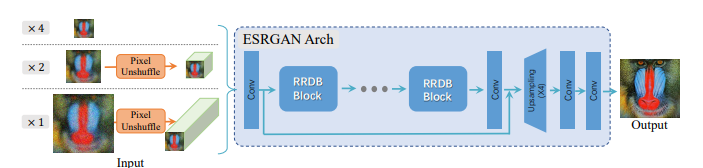 ×4
×2
Pixel
Unshuffle
×1
Pixel
Unshuffle
Input
ESRGAN Arch
Conv
RRDB
Block
RRDB
Block
Conv
Upsampling
(X4)
Conv
Conv
Output